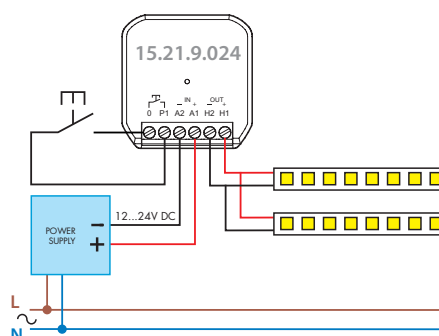 15.21.9.024
IN OUT
− + − +
0 P1 A2 A1 H2 H1
12...24V DC
POWER
SUPPLY
−
+
L
N